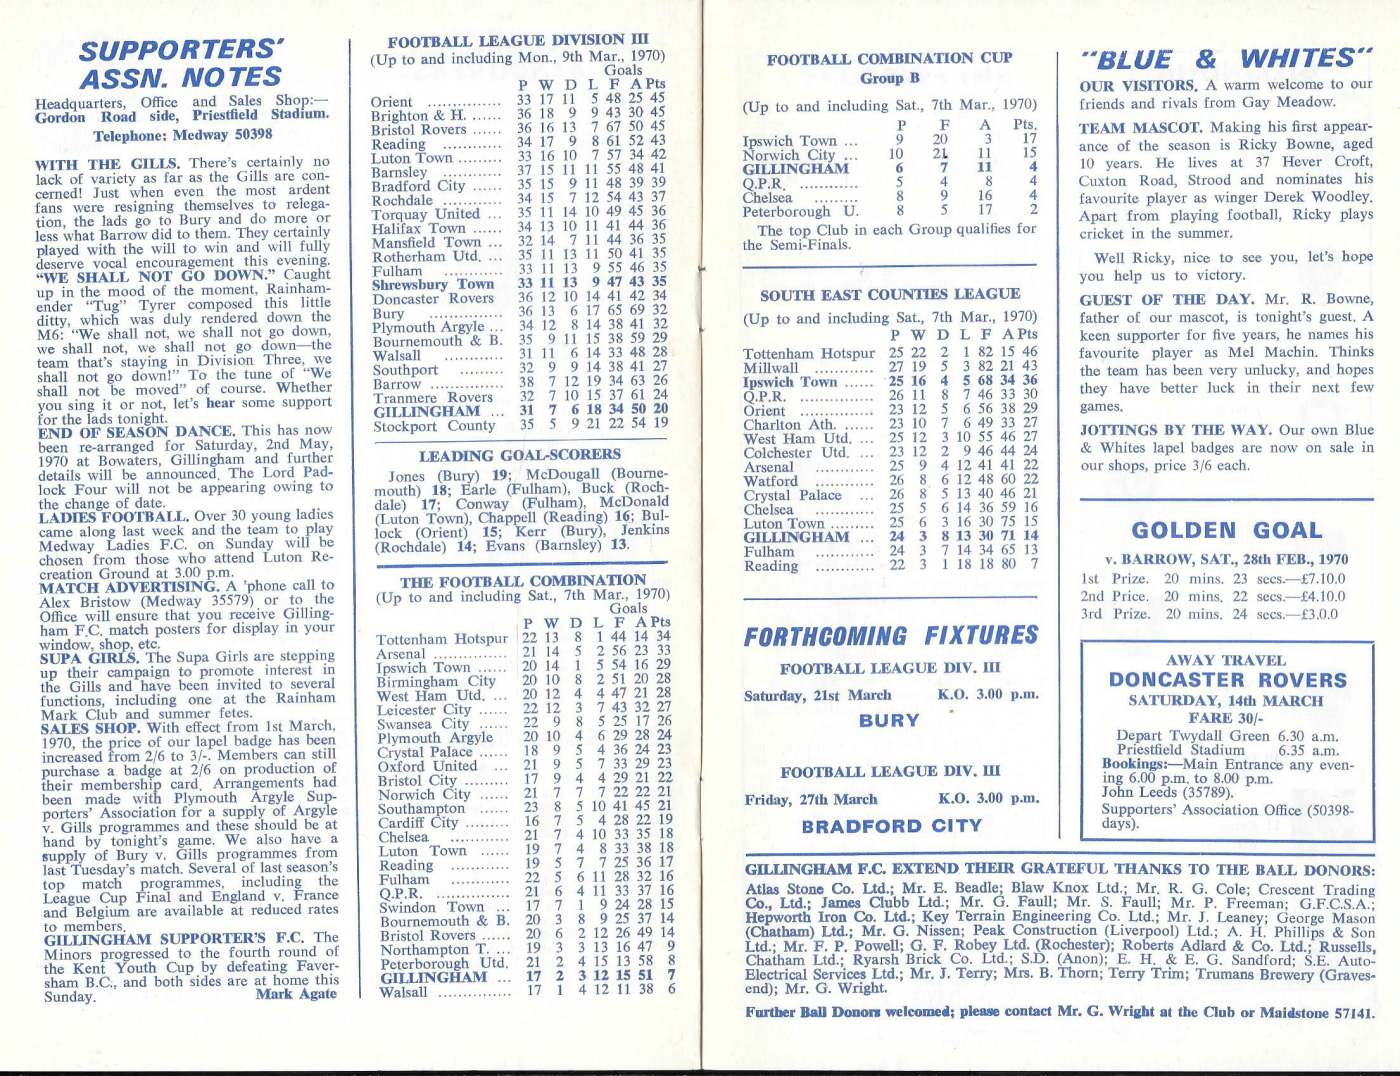 SUPPORTERS'
ASSN. NOTES
Headquarters, Office and Sales Shop:—
Gordon Road side, Priestfield Stadium.
Telephone: Medway 50398
WITH THE GILLS. There's certainly no
lack of variety as far as the Gills are con-
cerned! Just when even the most ardent
fans were resigning themselves to relega-
tion, the lads go to Bury and do more or
less what Barrow did to them. They certainly
played with the will to win and will fully
deserve vocal encouragement this evening.
"WE SHALL NOT GO DOWN." Caught
up in the mood of the moment, Rainham-
ender "Tug" Tyrer composed this little
ditty, which was duly rendered down the
M6: "We shall not, we shall not go down,
we shall not, we shall not go down—the
team that's staying in Division Three, we
shall not go down!" To the tune of "We
shall not be moved" of course. Whether
you sing it or not, let's hear some support
for the lads tonight.
END OF SEASON DANCE. This has now
been re-arranged for Saturday, 2nd May,
1970 at Bowaters, Gillingham and further
details will be announced. The Lord Pad-
lock Four will not be appearing owing to
the change of date.
LADIES FOOTBALL. Over 30 young ladies
came along last week and the team to play
Medway Ladies F.C. on Sunday will be
chosen from those who attend Luton Re-
creation Ground at 3.00 p.m.
MATCH ADVERTISING. A 'phone call to
Alex Bristow (Medway 35579) or to the
Office will ensure that you receive Gilling-
ham F.C. match posters for display in your
window, shop, etc.
SUPA GIRLS. The Supa Girls are stepping
up their campaign to promote interest in
the Gills and have been invited to several
functions, including one at the Rainham
Mark Club and summer fetes.
SALES SHOP. With effect from 1st March,
1970, the price of our lapel badge has been
increased from 2/6 to 3/-. Members can still
purchase a badge at 2/6 on production of
their membership card. Arrangements had
been made with Plymouth Argyle Sup-
porters' Association for a supply of Argyle
v. Gills programmes and these should be at
hand by tonight's game. We also have a
supply of Bury v. Gills programmes from
last Tuesday's match. Several of last season's
top match programmes, including the
League Cup Final and England v. France
and Belgium are available at reduced rates
to members.
GILLINGHAM SUPPORTER'S F.C. The
Minors progressed to the fourth round of
the Kent Youth Cup by defeating Faver-
sham B.C., and both sides are at home this
Sunday. Mark Agate
FOOTBALL LEAGUE DIVISION III
(Up to and including Mon., 9th Mar., 1970)
Goals
P W D L F A Pts
Orient ............... 33 17 11 5 48 25 45
Brighton & H. ...... 36 18 9 9 43 30 45
Bristol Rovers ...... 36 16 13 7 67 50 45
Reading ............ 34 17 9 8 61 52 43
Luton Town ......... 33 16 10 7 57 34 42
Barnsley ............ 37 15 11 11 55 48 41
Bradford City ...... 35 15 9 11 48 39 39
Rochdale ............ 34 15 7 12 54 43 37
Torquay United ... 35 11 14 10 49 45 36
Halifax Town ...... 34 13 10 11 41 44 36
Mansfield Town ... 32 14 7 11 44 36 35
Rotherham Utd. ... 35 11 13 11 50 41 35
Fulham ............ 33 11 13 9 55 46 35
Shrewsbury Town 33 11 13 9 47 43 35
Doncaster Rovers 36 12 10 14 41 42 34
Bury ............... 36 13 6 17 65 69 32
Plymouth Argyle ... 34 12 8 14 38 41 32
Bournemouth & B. 35 9 11 15 38 59 29
Walsall ............ 31 11 6 14 33 48 28
Southport ......... 32 9 9 14 38 41 27
Barrow ............... 38 7 12 19 34 63 26
Tranmere Rovers 32 7 10 15 37 61 24
GILLINGHAM ... 31 7 6 18 34 50 20
Stockport County 35 5 9 21 22 54 19
LEADING GOAL-SCORERS
Jones (Bury) 19; McDougall (Bourne-
mouth) 18; Earle (Fulham), Buck (Roch-
dale) 17; Conway (Fulham), McDonald
(Luton Town), Chappell (Reading) 16; Bul-
lock (Orient) 15; Kerr (Bury), Jenkins
(Rochdale) 14; Evans (Barnsley) 13.
THE FOOTBALL COMBINATION
(Up to and including Sat., 7th Mar., 1970)
Goals
P W D L F A Pts
Tottenham Hotspur 22 13 8 1 44 14 34
Arsenal ............... 21 14 5 2 56 23 33
Ipswich Town ...... 20 14 1 5 54 16 29
Birmingham City 20 10 8 2 51 20 28
West Ham Utd. ... 20 12 4 4 47 21 28
Leicester City ...... 22 12 3 7 43 32 27
Swansea City ...... 22 9 8 5 25 17 26
Plymouth Argyle 20 10 4 6 29 28 24
Crystal Palace ...... 18 9 5 4 36 24 23
Oxford United ... 21 9 5 7 33 29 23
Bristol City ......... 17 9 4 4 29 21 22
Norwich City ...... 21 7 7 7 22 22 21
Southampton ...... 23 8 5 10 41 45 21
Cardiff City ......... 16 7 5 4 28 22 19
Chelsea ............ 21 7 4 10 33 35 18
Luton Town ...... 19 7 4 8 33 38 18
Reading ............ 19 5 7 7 25 36 17
Fulham ............ 22 5 6 11 28 32 16
Q.P.R. ............... 21 6 4 11 33 37 16
Swindon Town ... 17 7 1 9 24 28 15
Bournemouth & B. 20 3 8 9 25 37 14
Bristol Rovers ...... 20 6 2 12 26 49 14
Northampton T. ... 19 3 3 13 16 47 9
Peterborough Utd. 21 2 4 15 13 58 8
GILLINGHAM ... 17 2 3 12 15 51 7
Walsall ............... 17 1 4 12 11 38 6
FOOTBALL COMBINATION CUP
Group B
(Up to and including Sat., 7th Mar., 1970)
P F A Pts.
Ipswich Town ... 9 20 3 17
Norwich City ... 10 21 11 15
GILLINGHAM 6 7 11 4
Q.P.R. ............ 5 4 8 4
Chelsea ......... 8 9 16 4
Peterborough U. 8 5 17 2
The top Club in each Group qualifies for
the Semi-Finals.
SOUTH EAST COUNTIES LEAGUE
(Up to and including Sat., 7th Mar., 1970)
P W D L F A Pts
Tottenham Hotspur 25 22 2 1 82 15 46
Millwall ............ 27 19 5 3 82 21 43
Ipswich Town ...... 25 16 4 5 68 34 36
Q.P.R. ............... 26 11 8 7 46 33 30
Orient ............... 23 12 5 6 56 38 29
Charlton Ath. ...... 23 10 7 6 49 33 27
West Ham Utd. ... 25 12 3 10 55 46 27
Colchester Utd. ... 23 12 2 9 46 44 24
Arsenal ............ 25 9 4 12 41 41 22
Watford ............ 26 8 6 12 48 60 22
Crystal Palace ... 26 8 5 13 40 46 21
Chelsea ............ 25 5 6 14 36 59 16
Luton Town ......... 25 6 3 16 30 75 15
GILLINGHAM ... 24 3 8 13 30 71 14
Fulham ............ 24 3 7 14 34 65 13
Reading ............ 22 3 1 18 18 80 7
FORTHCOMING FIXTURES
FOOTBALL LEAGUE DIV. III
Saturday, 21st March K.O. 3.00 p.m.
BURY
FOOTBALL LEAGUE DIV. III
Friday, 27th March K.O. 3.00 p.m.
BRADFORD CITY
"BLUE & WHITES"
OUR VISITORS. A warm welcome to our
friends and rivals from Gay Meadow.
TEAM MASCOT. Making his first appear-
ance of the season is Ricky Bowne, aged
10 years. He lives at 37 Hever Croft,
Cuxton Road, Strood and nominates his
favourite player as winger Derek Woodley.
Apart from playing football, Ricky plays
cricket in the summer.
Well Ricky, nice to see you, let's hope
you help us to victory.
GUEST OF THE DAY. Mr. R. Bowne,
father of our mascot, is tonight's guest. A
keen supporter for five years, he names his
favourite player as Mel Machin. Thinks
the team has been very unlucky, and hopes
they have better luck in their next few
games.
JOTTINGS BY THE WAY. Our own Blue
& Whites lapel badges are now on sale in
our shops, price 3/6 each.
GOLDEN GOAL
v. BARROW, SAT., 28th FEB., 1970
1st Prize. 20 mins. 23 secs.—£7.10.0
2nd Prize. 20 mins. 22 secs.—£4.10.0
3rd Prize. 20 mins. 24 secs.—£3.0.0
AWAY TRAVEL
DONCASTER ROVERS
SATURDAY, 14th MARCH
FARE 30/-
Depart Twydall Green 6.30 a.m.
Priestfield Stadium 6.35 a.m.
Bookings:—Main Entrance any even-
ing 6.00 p.m. to 8.00 p.m.
John Leeds (35789).
Supporters' Association Office (50398-
days).
GILLINGHAM F.C. EXTEND THEIR GRATEFUL THANKS TO THE BALL DONORS:
Atlas Stone Co. Ltd.; Mr. E. Beadle; Blaw Knox Ltd.; Mr. R. G. Cole; Crescent Trading
Co., Ltd.; James Clubb Ltd.; Mr. G. Faull; Mr. S. Faull; Mr. P. Freeman; G.F.C.S.A.;
Hepworth Iron Co. Ltd.; Key Terrain Engineering Co. Ltd.; Mr. J. Leaney; George Mason
(Chatham) Ltd.; Mr. G. Nissen; Peak Construction (Liverpool) Ltd.; A. H. Phillips & Son
Ltd.; Mr. F. P. Powell; G. F. Robey Ltd. (Rochester); Roberts Adlard & Co. Ltd.; Russells,
Chatham Ltd.; Ryarsh Brick Co. Ltd.; S.D. (Anon); E. H. & E. G. Sandford; S.E. Auto-
Electrical Services Ltd.; Mr. J. Terry; Mrs. B. Thorn; Terry Trim; Trumans Brewery (Graves-
end); Mr. G. Wright.
Further Ball Donors welcomed; please contact Mr. G. Wright at the Club or Maidstone 57141.